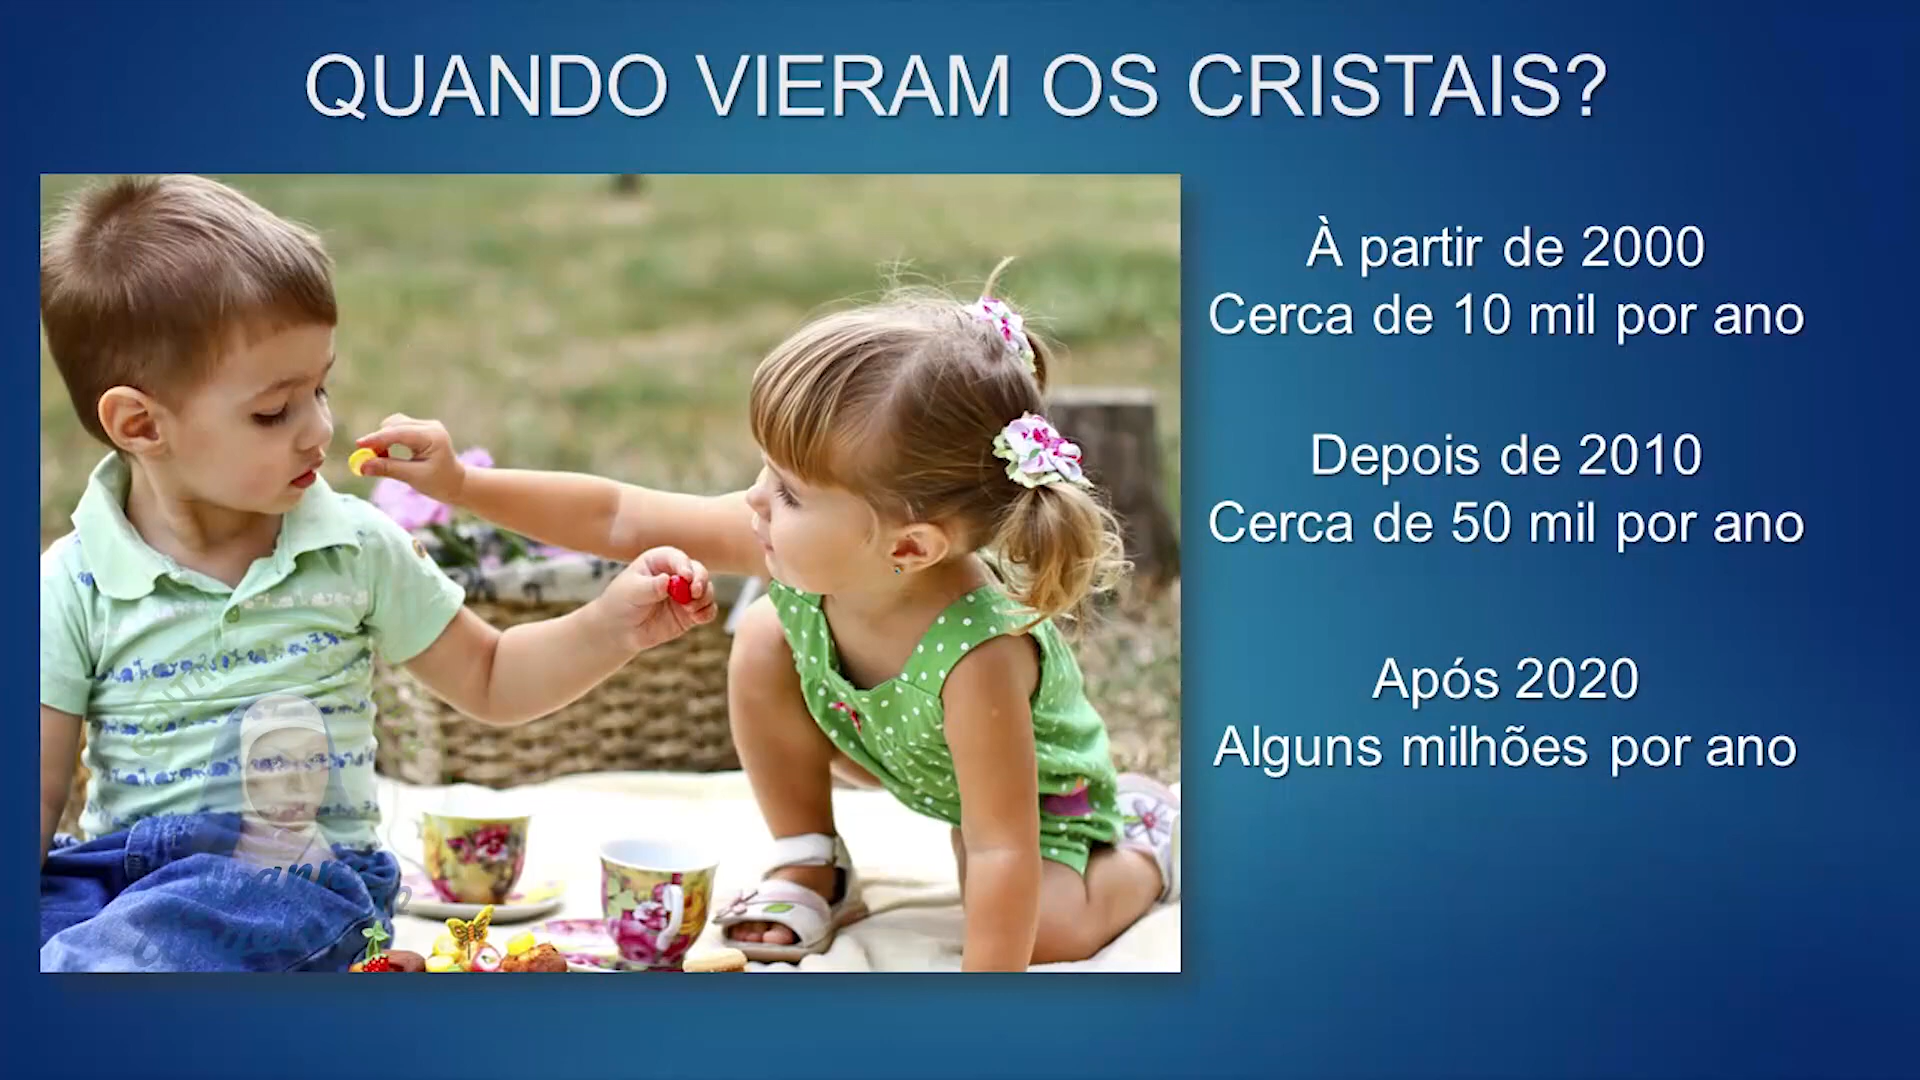 QUANDO VIERAM OS CRISTAIS?
À partir de 2000
Cerca de 10 mil por ano
Depois de 2010
Cerca de 50 mil por ano
Após 2020
Alguns milhões por ano